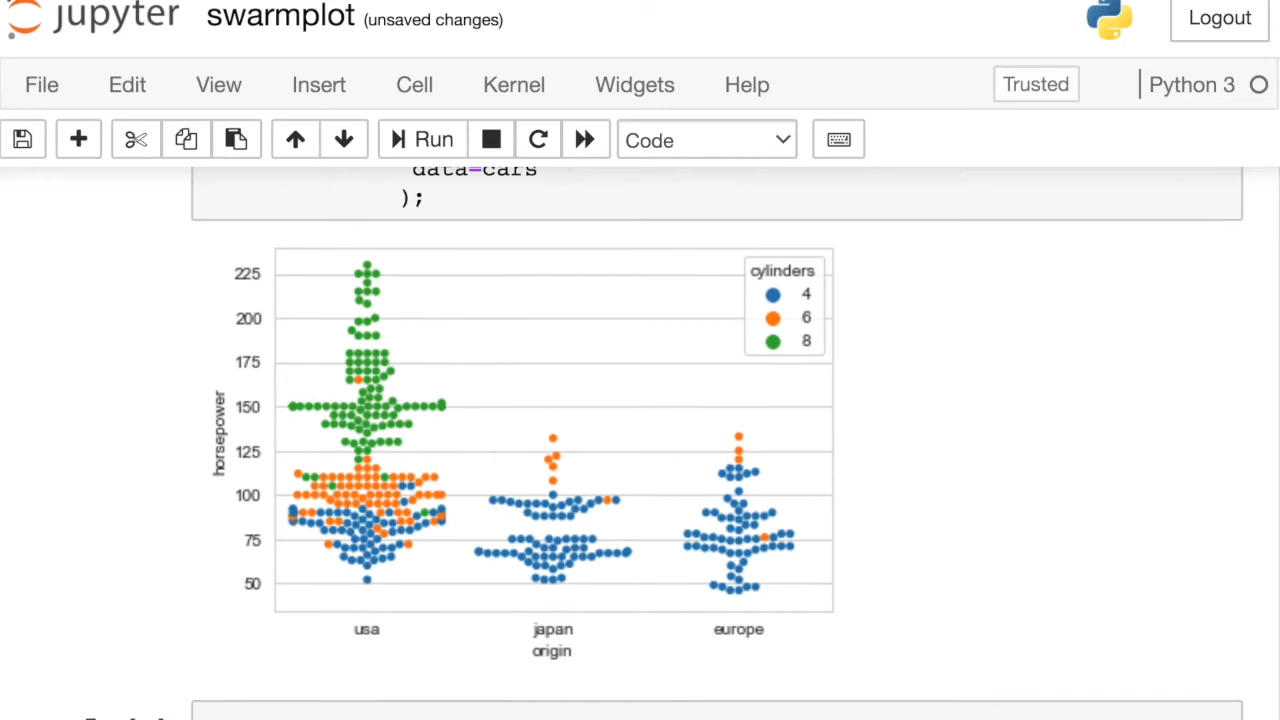 jupyter swarmplot (unsaved changes) Logout
File Edit View Insert Cell Kernel Widgets Help Trusted Python 3
Run Code
data=cars
);
cylinders
4
6
8
225
200
175
150
125
100
75
50
horsepower
usa japan europe
origin